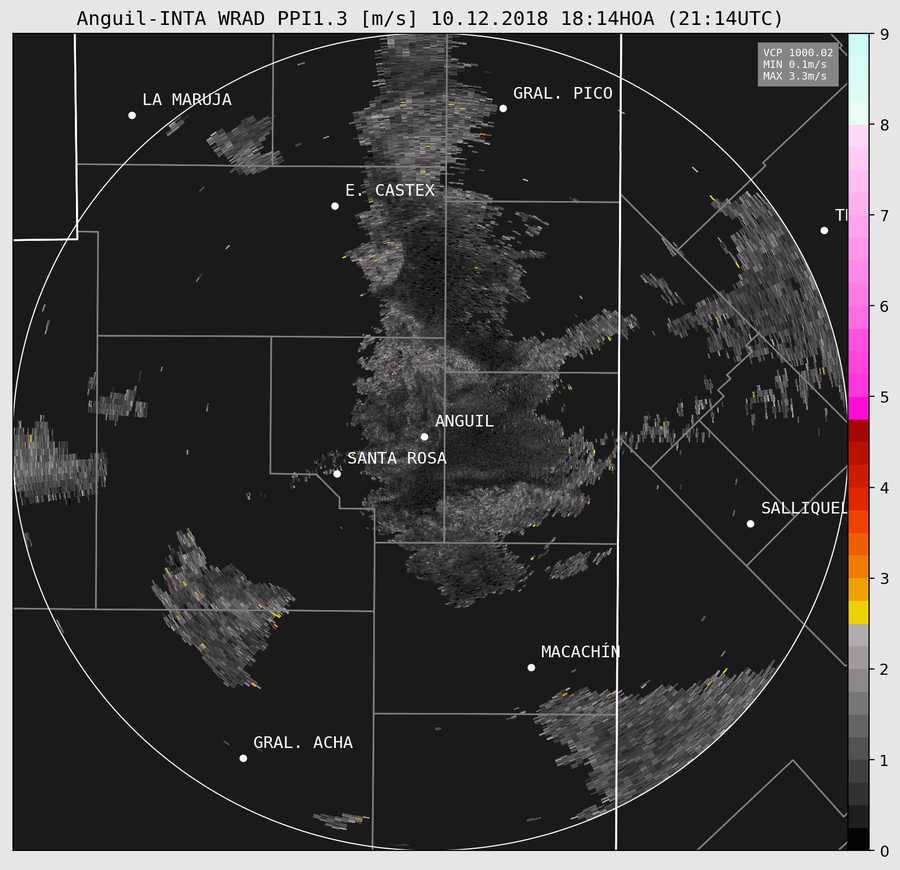 Anguil-INTA WRAD PPI1.3 [m/s] 10.12.2018 18:14HOA (21:14UTC)
VCP 1000.02
MIN 0.1m/s
MAX 3.3m/s
LA MARUJA
GRAL. PICO
E. CASTEX
ANGUIL
SANTA ROSA
SALLIQUEL
MACACHÍN
GRAL. ACHA
9
8
7
6
5
4
3
2
1
0